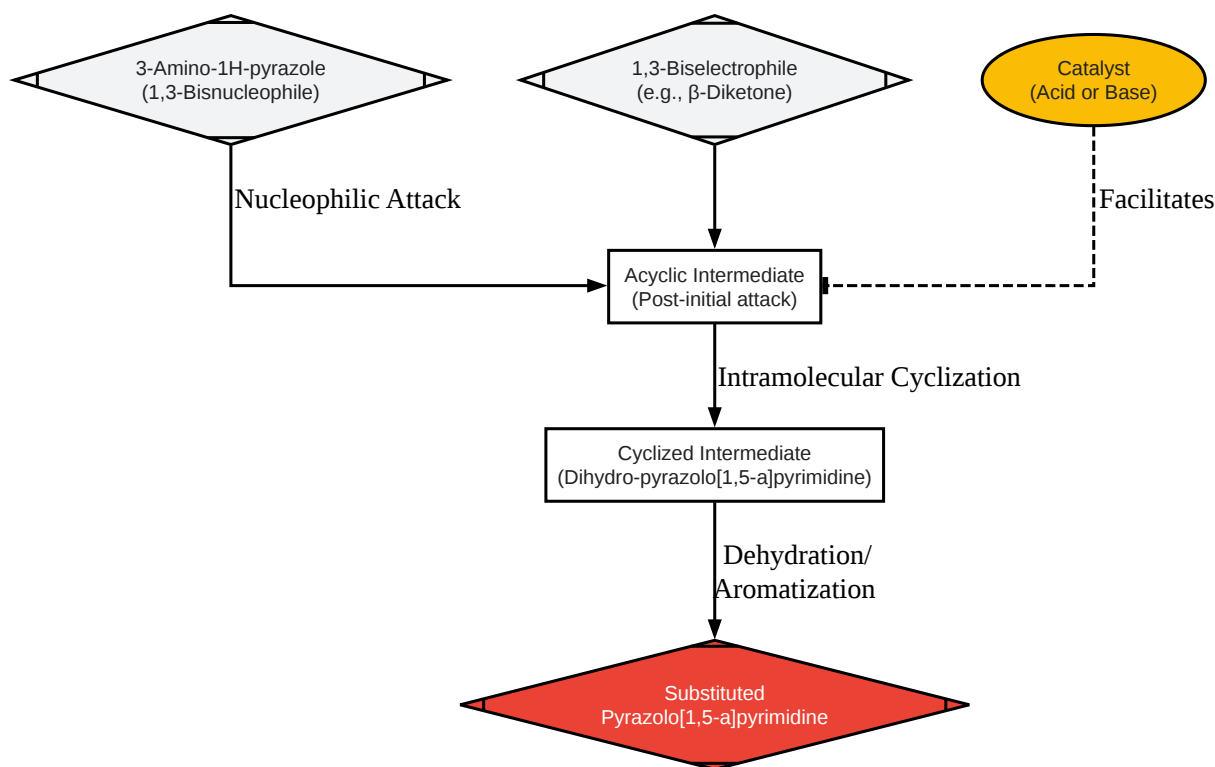 3-Amino-1H-pyrazole
(1,3-Bisnucleophile)
1,3-Biselectrophile
(e.g., β-Diketone)
Catalyst
(Acid or Base)
Nucleophilic Attack
Facilitates
Acyclic Intermediate
(Post-initial attack)
Intramolecular Cyclization
Cyclized Intermediate
(Dihydro-pyrazolo[1,5-a]pyrimidine)
Dehydration/
Aromatization
Substituted
Pyrazolo[1,5-a]pyrimidine